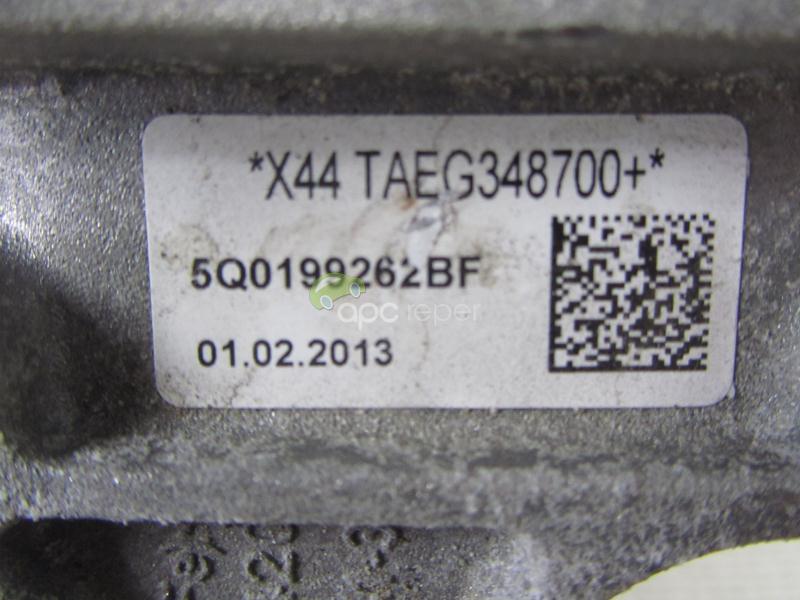 *X44 TAEG348700+*
5Q0199262BF
apc reper
01.02.2013